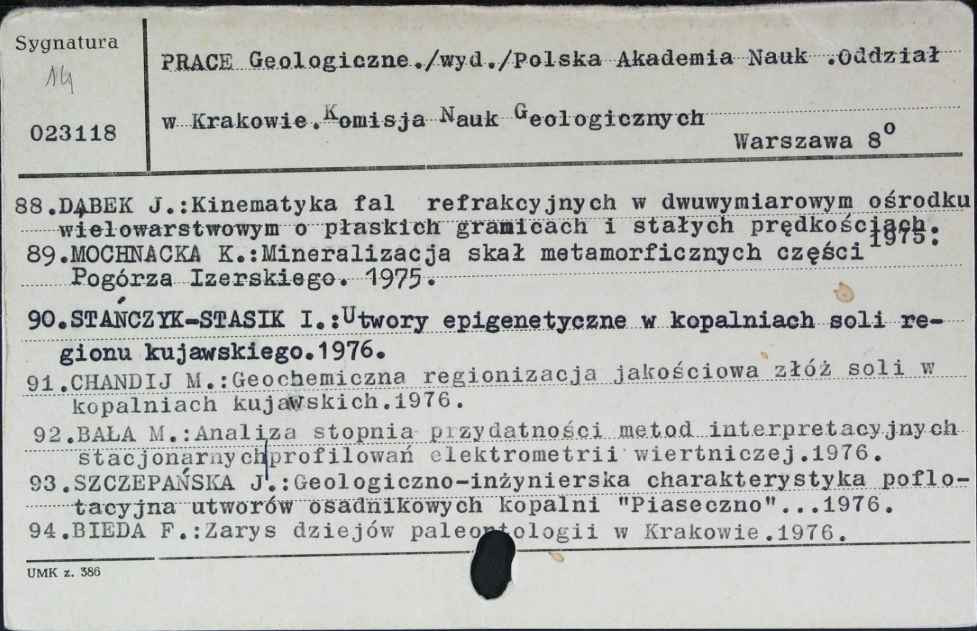 Sygnatura
14
023118
PRACE Geologiczne./wyd./Polska Akademia Nauk .Oddział
w Krakowie.Komisja Nauk Geologicznych
Warszawa 8º
88.DĄBEK J.:Kinematyka fal refrakcyjnych w dwuwymiarowym ośrodku
wielowarstwowym o płaskich granicach i stałych prędkościach.
1975.
89.MOCHNACKA K.:Mineralizacja skał metamorficznych części
Pogórza Izerskiego. 1975.
90.STAŃCZYK-STASIK I.:Utwory epigenetyczne w kopalniach soli re-
gionu kujawskiego.1976.
91.CHANDIJ M.:Geochemiczna regionizacja jakościowa złóż soli w
kopalniach kujawskich.1976.
92.BAŁA M.:Analiza stopnia przydatności metod interpretacyjnych
stacjonarnych|profilowań elektrometrii wiertniczej.1976.
93.SZCZEPAŃSKA J.:Geologiczno-inżynierska charakterystyka poflo-
tacyjna utworów osadnikowych kopalni "Piaseczno"...1976.
94.BIEDA F.:Zarys dziejów paleontologii w Krakowie.1976.
UMK z. 386